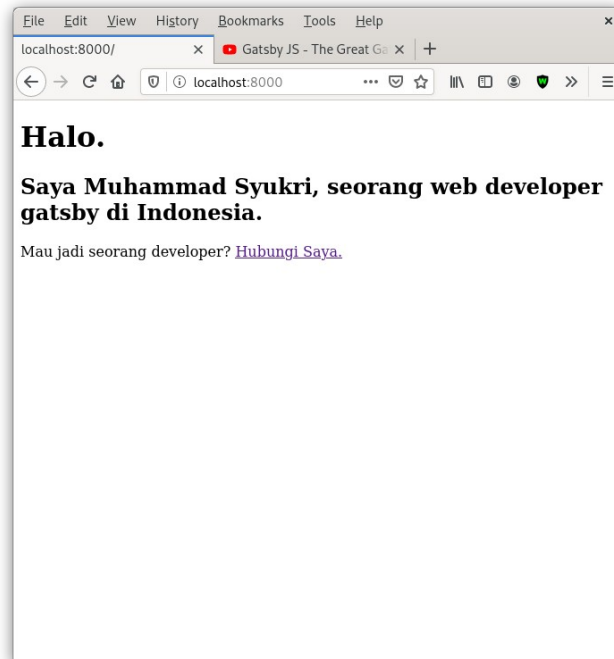 File Edit View History Bookmarks Tools Help
localhost:8000/ Gatsby JS - The Great Ga
localhost:8000
Halo.
Saya Muhammad Syukri, seorang web developer
gatsby di Indonesia.
Mau jadi seorang developer? Hubungi Saya.